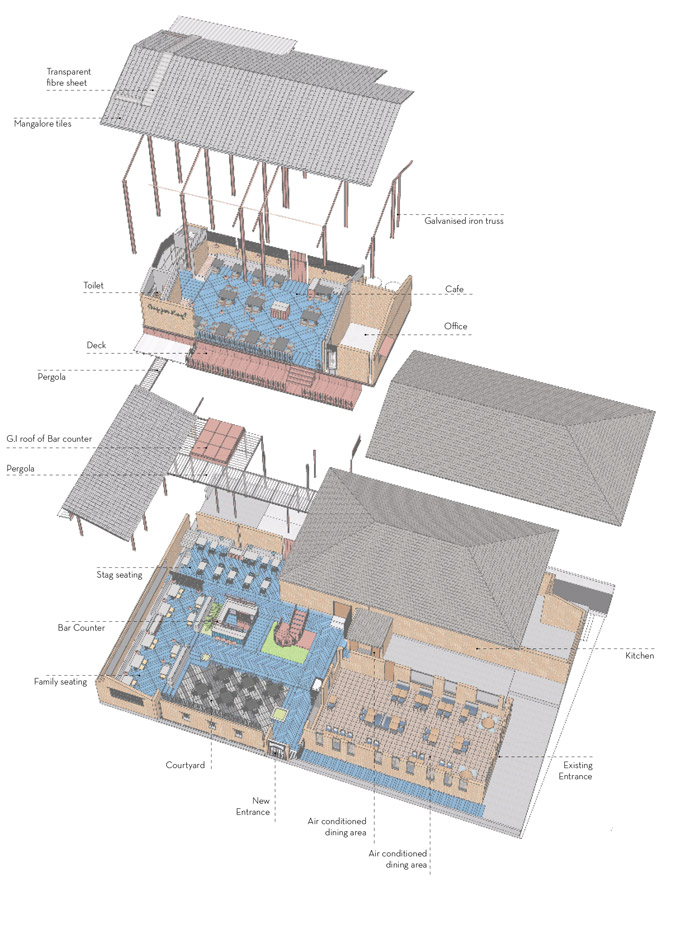 Transparent
fibre sheet
Mangalore tiles
Galvanised iron truss
Toilet
Cafe
Office
Deck
Pergola
G.I roof of Bar counter
Pergola
Stag seating
Bar Counter
Kitchen
Family seating
Courtyard
Existing
Entrance
New
Entrance
Air conditioned
dining area
Air conditioned
dining area